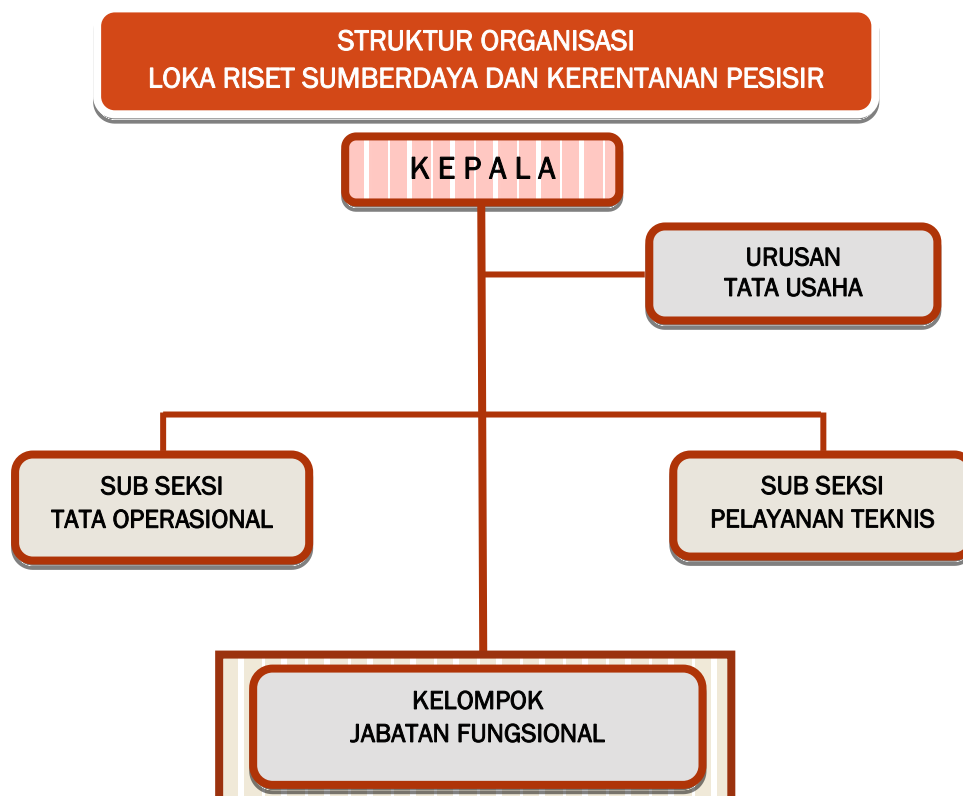 STRUKTUR ORGANISASI
LOKA RISET SUMBERDAYA DAN KERENTANAN PESISIR
KEPALA
URUSAN
TATA USAHA
SUB SEKSI
TATA OPERASIONAL
SUB SEKSI
PELAYANAN TEKNIS
KELOMPOK
JABATAN FUNGSIONAL